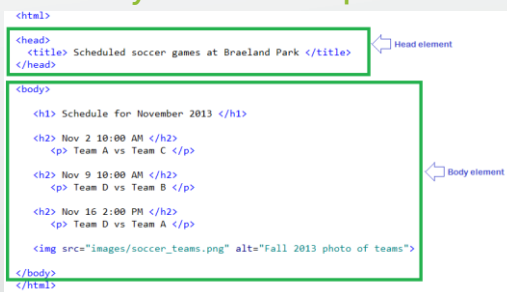 <html>
<head>
<title> Scheduled soccer games at Braeland Park </title>
Head element
</head>
<body>
<h1> Schedule for November 2013 </h1>
<h2> Nov 2 10:00 AM </h2>
<p> Team A vs Team C </p>
<h2> Nov 9 10:00 AM </h2>
<p> Team D vs Team B </p>
Body element
<h2> Nov 16 2:00 PM </h2>
<p> Team D vs Team A </p>
<img src="images/soccer_teams.png" alt="Fall 2013 photo of teams">
</body>
</html>